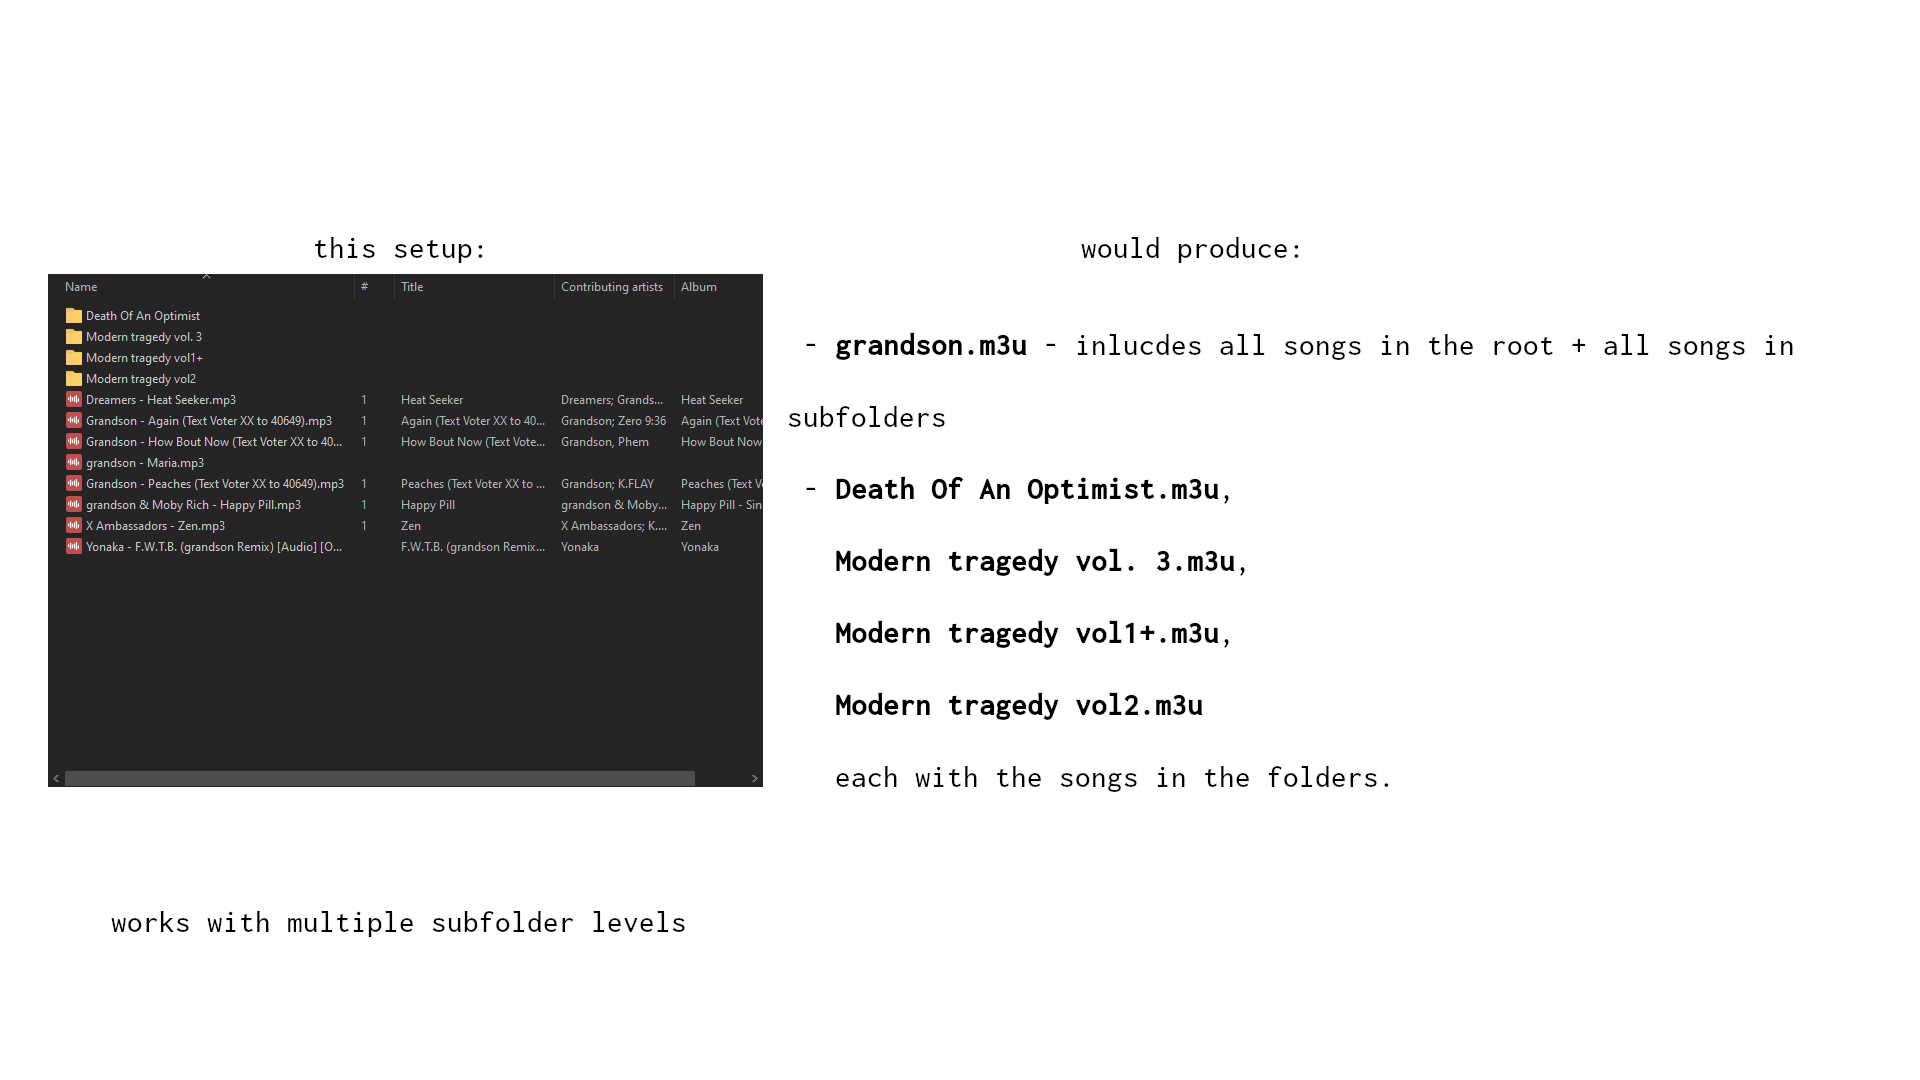 this setup:
would produce:
Name # Title Contributing artists Album
Death Of An Optimist
Modern tragedy vol. 3
Modern tragedy vol1+
Modern tragedy vol2
Dreamers - Heat Seeker.mp3 1 Heat Seeker Dreamers; Grands... Heat Seeker
Grandson - Again (Text Voter XX to 40649).mp3 1 Again (Text Voter XX to 40... Grandson; Zero 9:36 Again (Text Vote
Grandson - How Bout Now (Text Voter XX to 40... 1 How Bout Now (Text Vote... Grandson, Phem How Bout Now
grandson - Maria.mp3
Grandson - Peaches (Text Voter XX to 40649).mp3 1 Peaches (Text Voter XX to ... Grandson; K.FLAY Peaches (Text V
grandson & Moby Rich - Happy Pill.mp3 1 Happy Pill grandson & Moby... Happy Pill - Sin
X Ambassadors - Zen.mp3 1 Zen X Ambassadors; K.... Zen
Yonaka - F.W.T.B. (grandson Remix) [Audio] [O... F.W.T.B. (grandson Remix... Yonaka Yonaka
- grandson.m3u - inlucdes all songs in the root + all songs in
subfolders
- Death Of An Optimist.m3u,
Modern tragedy vol. 3.m3u,
Modern tragedy vol1+.m3u,
Modern tragedy vol2.m3u
each with the songs in the folders.
works with multiple subfolder levels